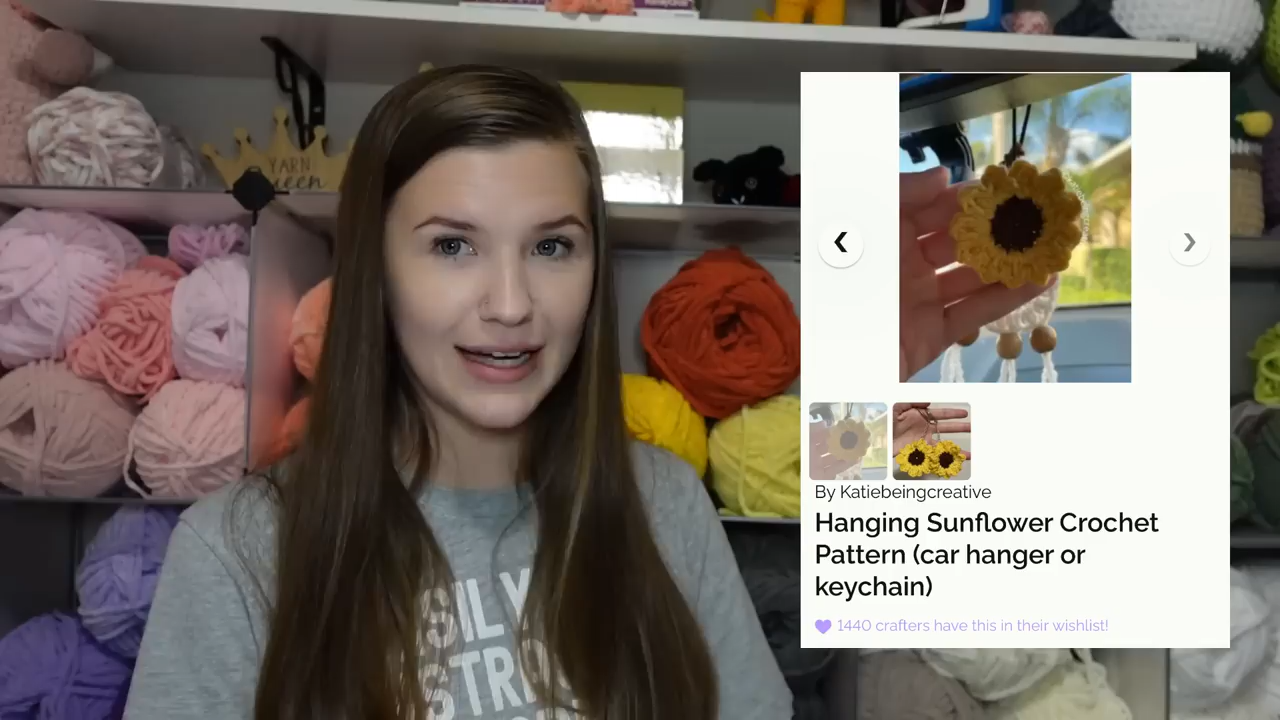 YARN
Queen
By Katiebeingcreative
Hanging Sunflower Crochet
Pattern (car hanger or
keychain)
1440 crafters have this in their wishlist!